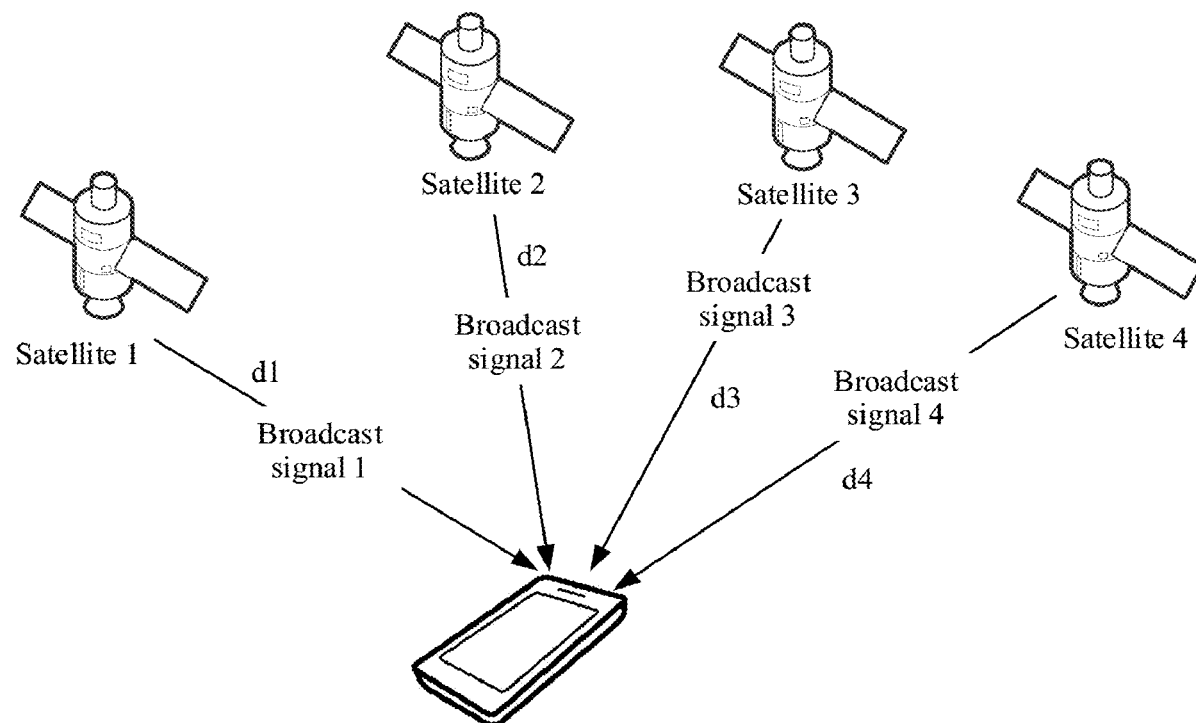 Satellite 2
Satellite 3
Satellite 1
Satellite 4
d2
Broadcast
signal 3
Broadcast
signal 2
d1
Broadcast
signal 4
d3
Broadcast
signal 1
d4